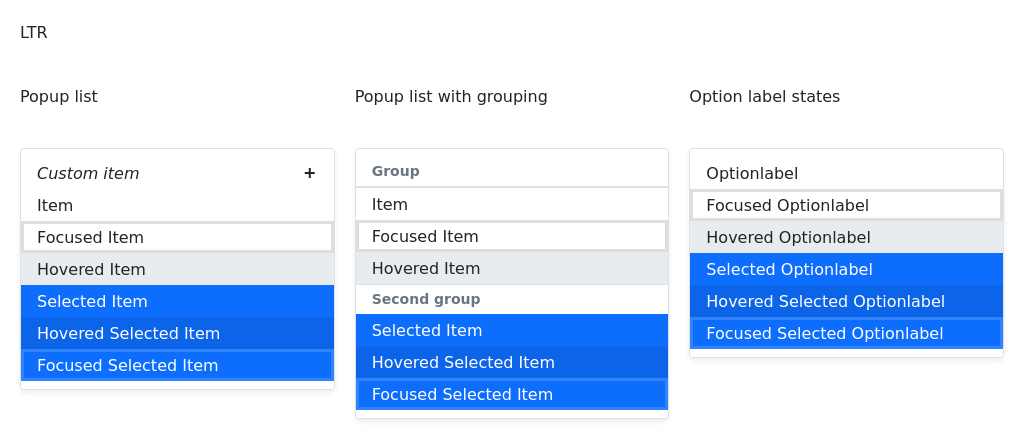 LTR
Popup list
Custom item +
Item
Focused Item
Hovered Item
Selected Item
Hovered Selected Item
Focused Selected Item
Popup list with grouping
Group
Item
Focused Item
Hovered Item
Second group
Selected Item
Hovered Selected Item
Focused Selected Item
Option label states
Optionlabel
Focused Optionlabel
Hovered Optionlabel
Selected Optionlabel
Hovered Selected Optionlabel
Focused Selected Optionlabel